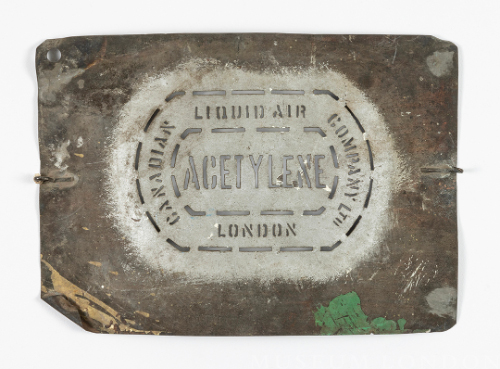 CANADIAN
LIQUID AIR
COMPANY LTD
ACETYLENE
LONDON